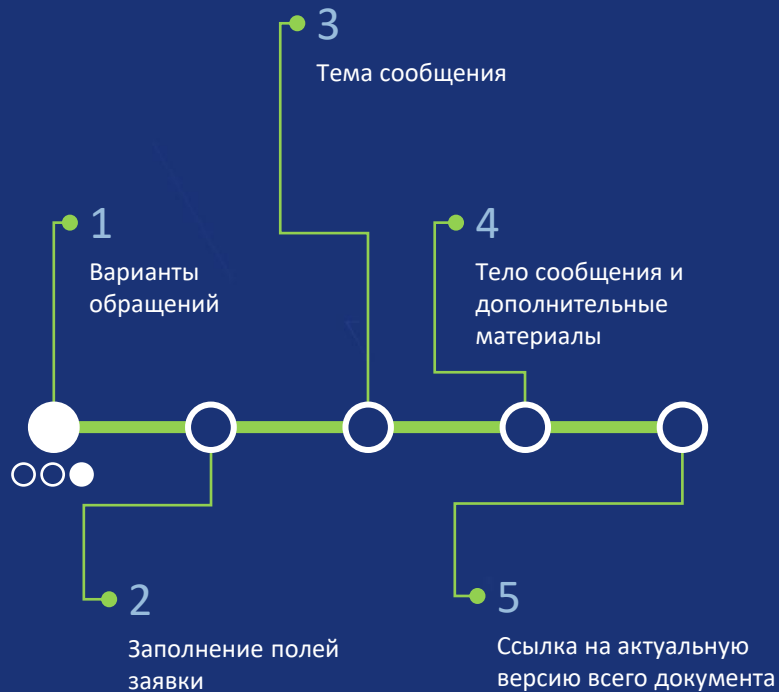 1
Варианты
обращений
2
Заполнение полей
заявки
3
Тема сообщения
4
Тело сообщения и
дополнительные
материалы
5
Ссылка на актуальную
версию всего документа